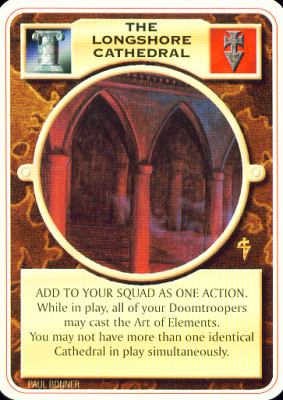 THE
LONGSHORE
CATHEDRAL
ADD TO YOUR SQUAD AS ONE ACTION.
While in play, all of your Doomtroopers
may cast the Art of Elements.
You may not have more than one identical
Cathedral in play simultaneously.
PAUL BONNER